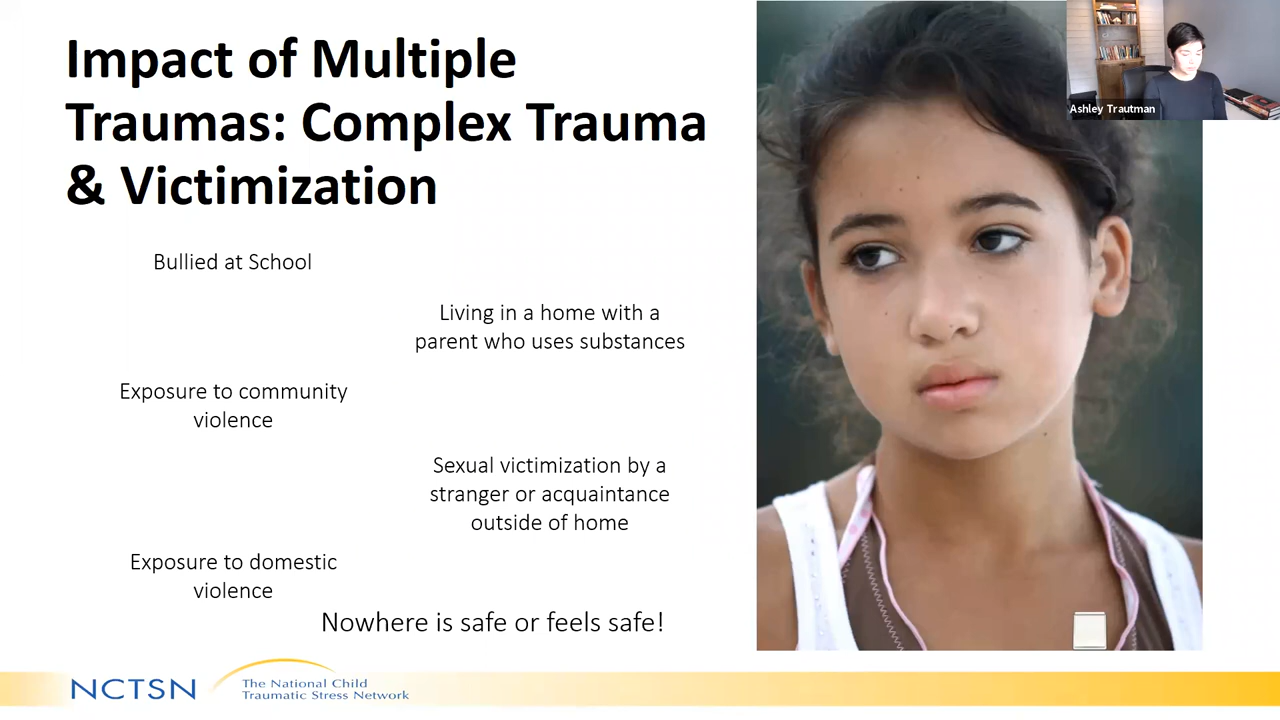 Impact of Multiple
Traumas: Complex Trauma
& Victimization
Ashley Trautman
Bullied at School
Living in a home with a
parent who uses substances
Exposure to community
violence
Sexual victimization by a
stranger or acquaintance
outside of home
Exposure to domestic
violence
Nowhere is safe or feels safe!
NCTSN
The National Child
Traumatic Stress Network